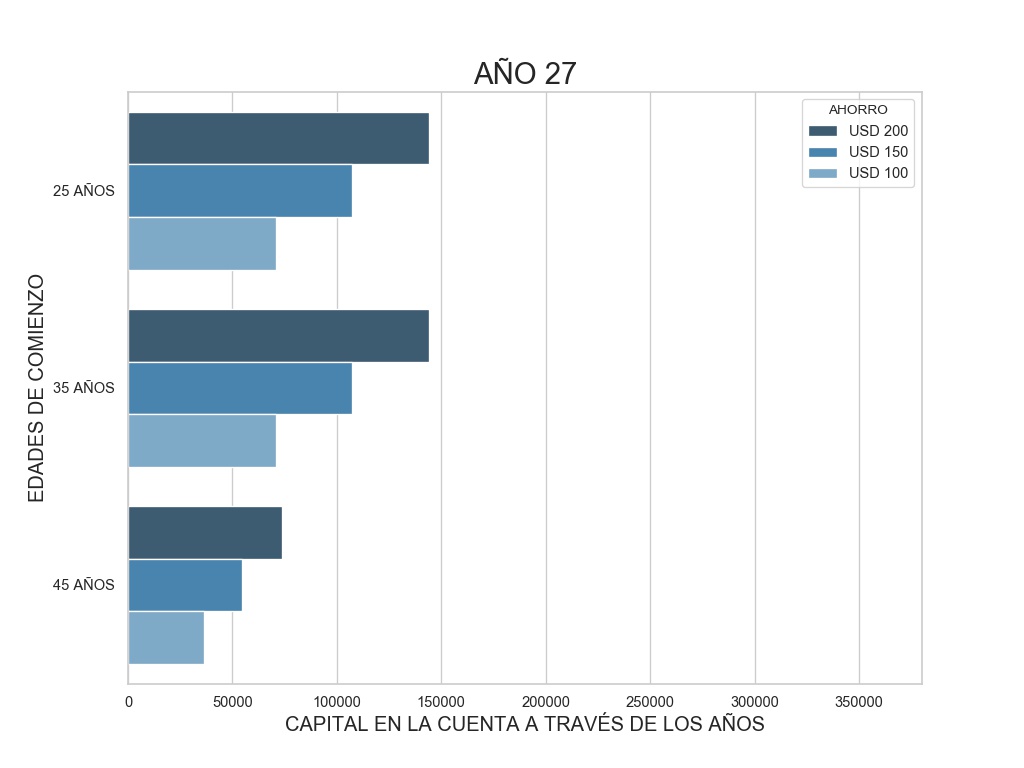 AÑO 27
AHORRO
USD 200
USD 150
USD 100
EDADES DE COMIENZO
25 AÑOS
35 AÑOS
45 AÑOS
0 50000 100000 150000 200000 250000 300000 350000
CAPITAL EN LA CUENTA A TRAVÉS DE LOS AÑOS